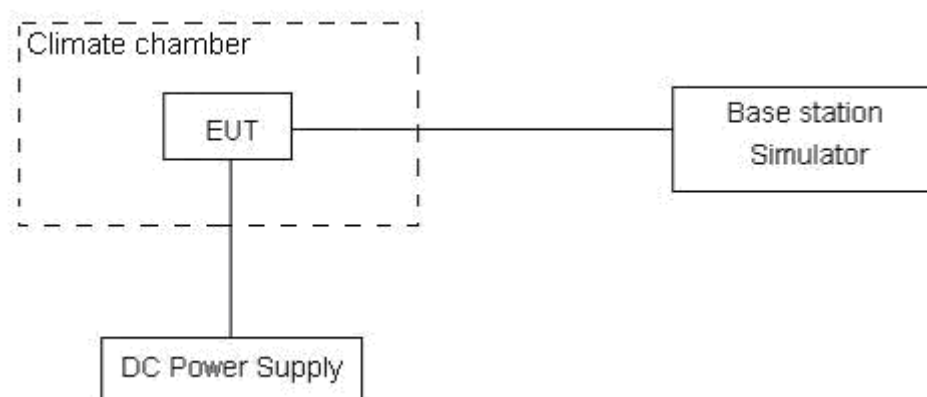 Climate chamber
EUT
Base station
Simulator
DC Power Supply